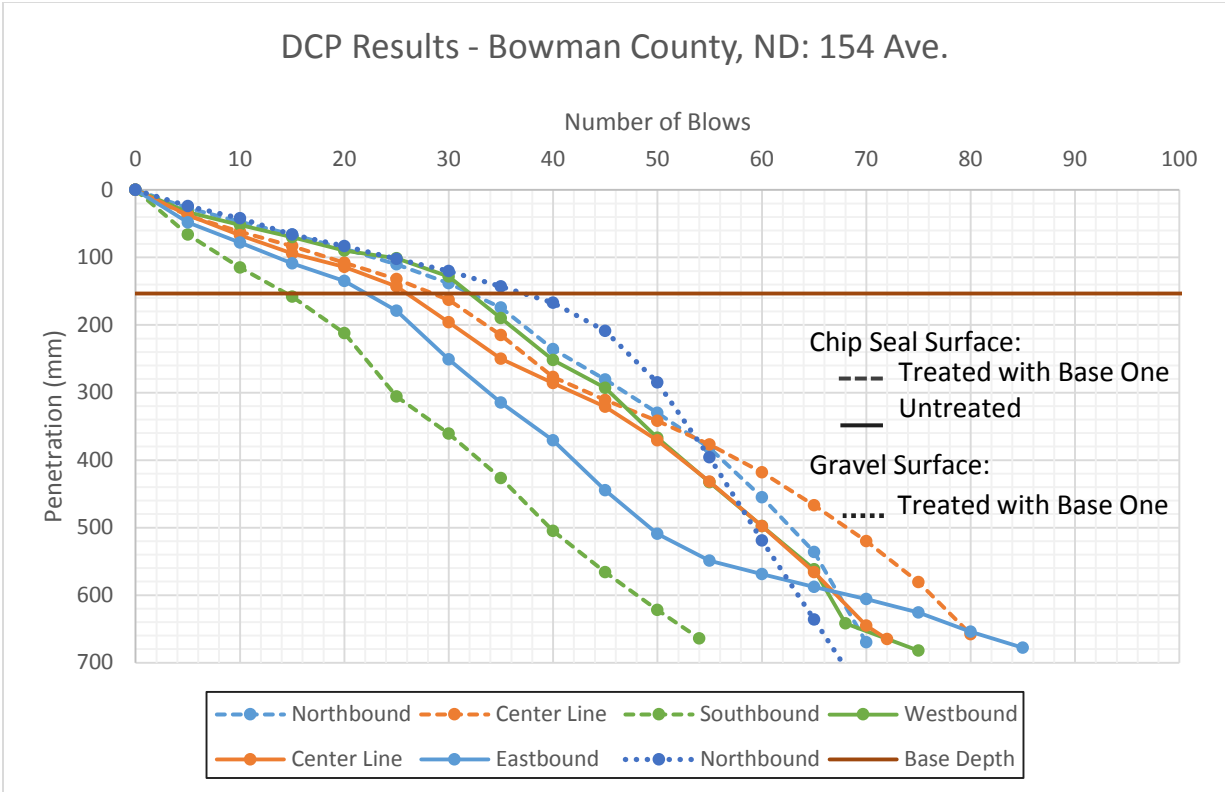 DCP Results - Bowman County, ND: 154 Ave.
Number of Blows
0 10 20 30 40 50 60 70 80 90 100
0
100
200
300
400
500
600
700
Penetration (mm)
Chip Seal Surface:
Treated with Base One
Untreated
Gravel Surface:
Treated with Base One
Northbound Center Line Southbound Westbound
Center Line Eastbound Northbound Base Depth